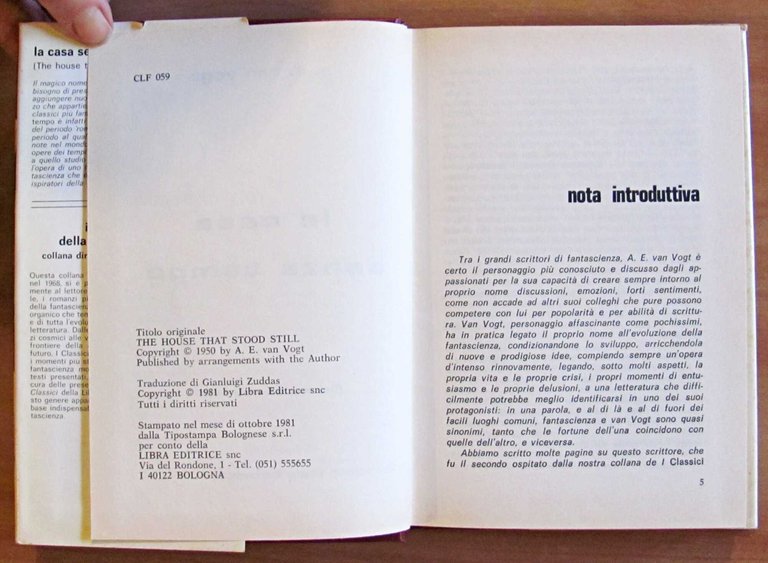 la casa se
(The house t
Il magico nome
bisogno di pres
aggiungere nuo
zo che appartie
classici più fan
tempo è infatti
del periodo 'ror
periodo al qual
note nel mondo
opere dei temp
a quello studio
l'opera di uno
tascienza che
ispiratori della
della
collana dir
Questa collana
nel 1968, si è p
mente al lettore
le, i romanzi pi
della fantascien
organico che ten
e di tutta l'evolu
letteratura. Dall
zi cosmici alle v
frontiere della
futuro. I Classici
i momenti più s
fantascienza mo
testi presentati,
cura delle prese
Classici della Lib
sto genere appa
base indispensab
tascienza.
CLF 059
Titolo originale
THE HOUSE THAT STOOD STILL
Copyright © 1950 by A. E. van Vogt
Published by arrangements with the Author
Traduzione di Gianluigi Zuddas
Copyright © 1981 by Libra Editrice snc
Tutti i diritti riservati
Stampato nel mese di ottobre 1981
dalla Tipostampa Bolognese s.r.l.
per conto della
LIBRA EDITRICE snc
Via del Rondone, 1 - Tel. (051) 555655
I 40122 BOLOGNA
nota introduttiva
Tra i grandi scrittori di fantascienza, A. E. van Vogt è
certo il personaggio più conosciuto e discusso dagli ap-
passionati per la sua capacità di creare sempre intorno al
proprio nome discussioni, emozioni, forti sentimenti,
come non accade ad altri suoi colleghi che pure possono
competere con lui per popolarità e per abilità di scrittu-
ra. Van Vogt, personaggio affascinante come pochissimi,
ha in pratica legato il proprio nome all'evoluzione della
fantascienza, condizionandone lo sviluppo, arricchendola
di nuove e prodigiose idee, compiendo sempre un'opera
d'intenso rinnovamento, legando, sotto molti aspetti, la
propria vita e le proprie crisi, i propri momenti di entu-
siasmo e le proprie delusioni, a una letteratura che diffi-
cilmente potrebbe meglio identificarsi in uno dei suoi
protagonisti: in una parola, e al di là e al di fuori dei
facili luoghi comuni, fantascienza e van Vogt sono quasi
sinonimi, tanto che le fortune dell'una coincidono con
quelle dell'altro, e viceversa.
Abbiamo scritto molte pagine su questo scrittore, che
fu il secondo ospitato dalla nostra collana de I Classici
5